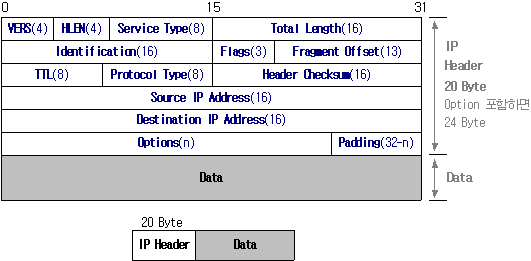 0 15 31
VERS(4) HLEN(4) Service Type(8) Total Length(16)
Identification(16) Flags(3) Fragment Offset(13)
TTL(8) Protocol Type(8) Header Checksum(16)
Source IP Address(16)
Destination IP Address(16)
Options(n) Padding(32-n)
IP
Header
20 Byte
Option 포함하면
24 Byte
Data
Data
20 Byte
IP Header Data